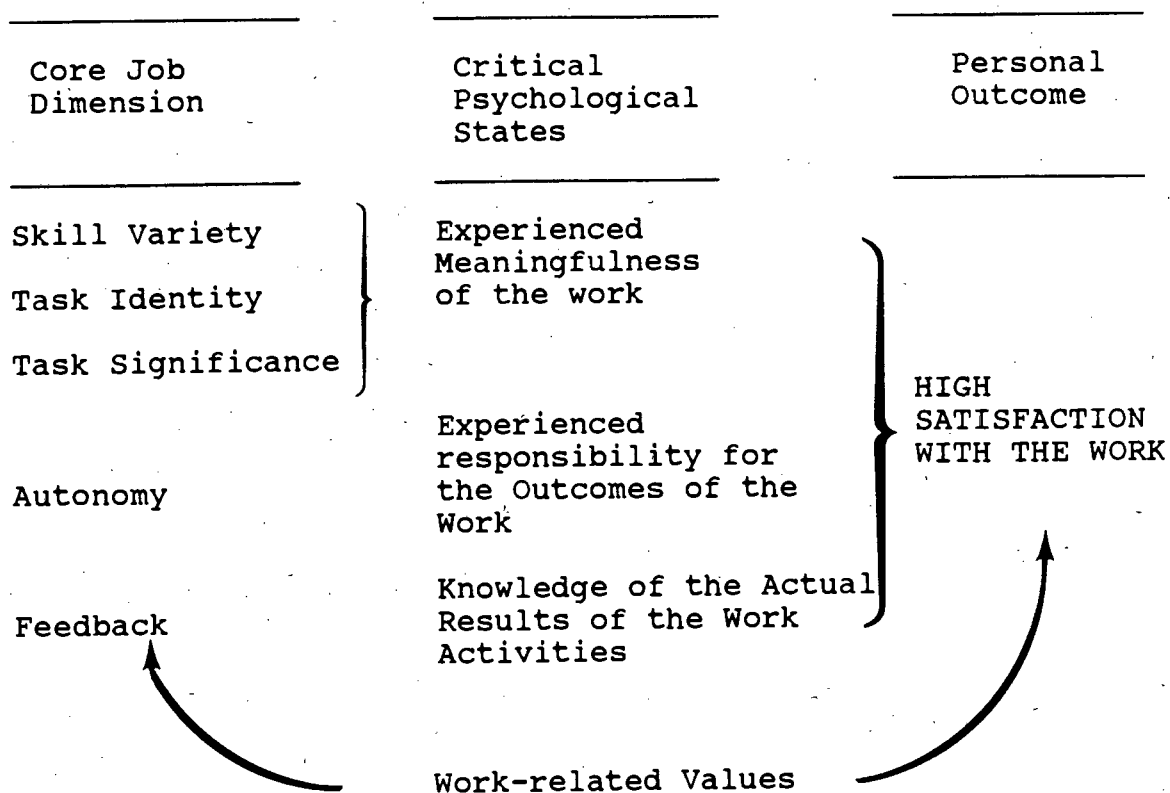 Core Job
Dimension
Critical
Psychological
States
Personal
Outcome
Skill Variety
Task Identity
Task Significance
Experienced
Meaningfulness
of the work
Autonomy
Experienced
responsibility for
the Outcomes of the
Work
Feedback
Knowledge of the Actual
Results of the Work
Activities
HIGH
SATISFACTION
WITH THE WORK
Work-related Values